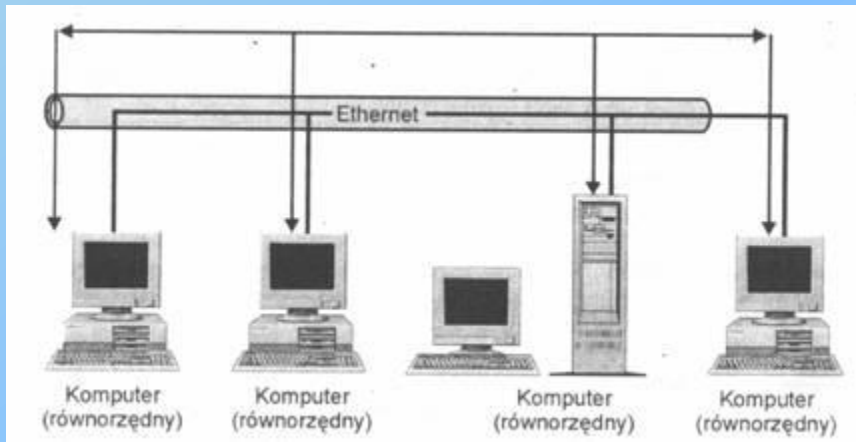 Ethernet
Komputer
(równorzędny)
Komputer
(równorzędny)
Komputer
(równorzędny)
Komputer
(równorzędny)